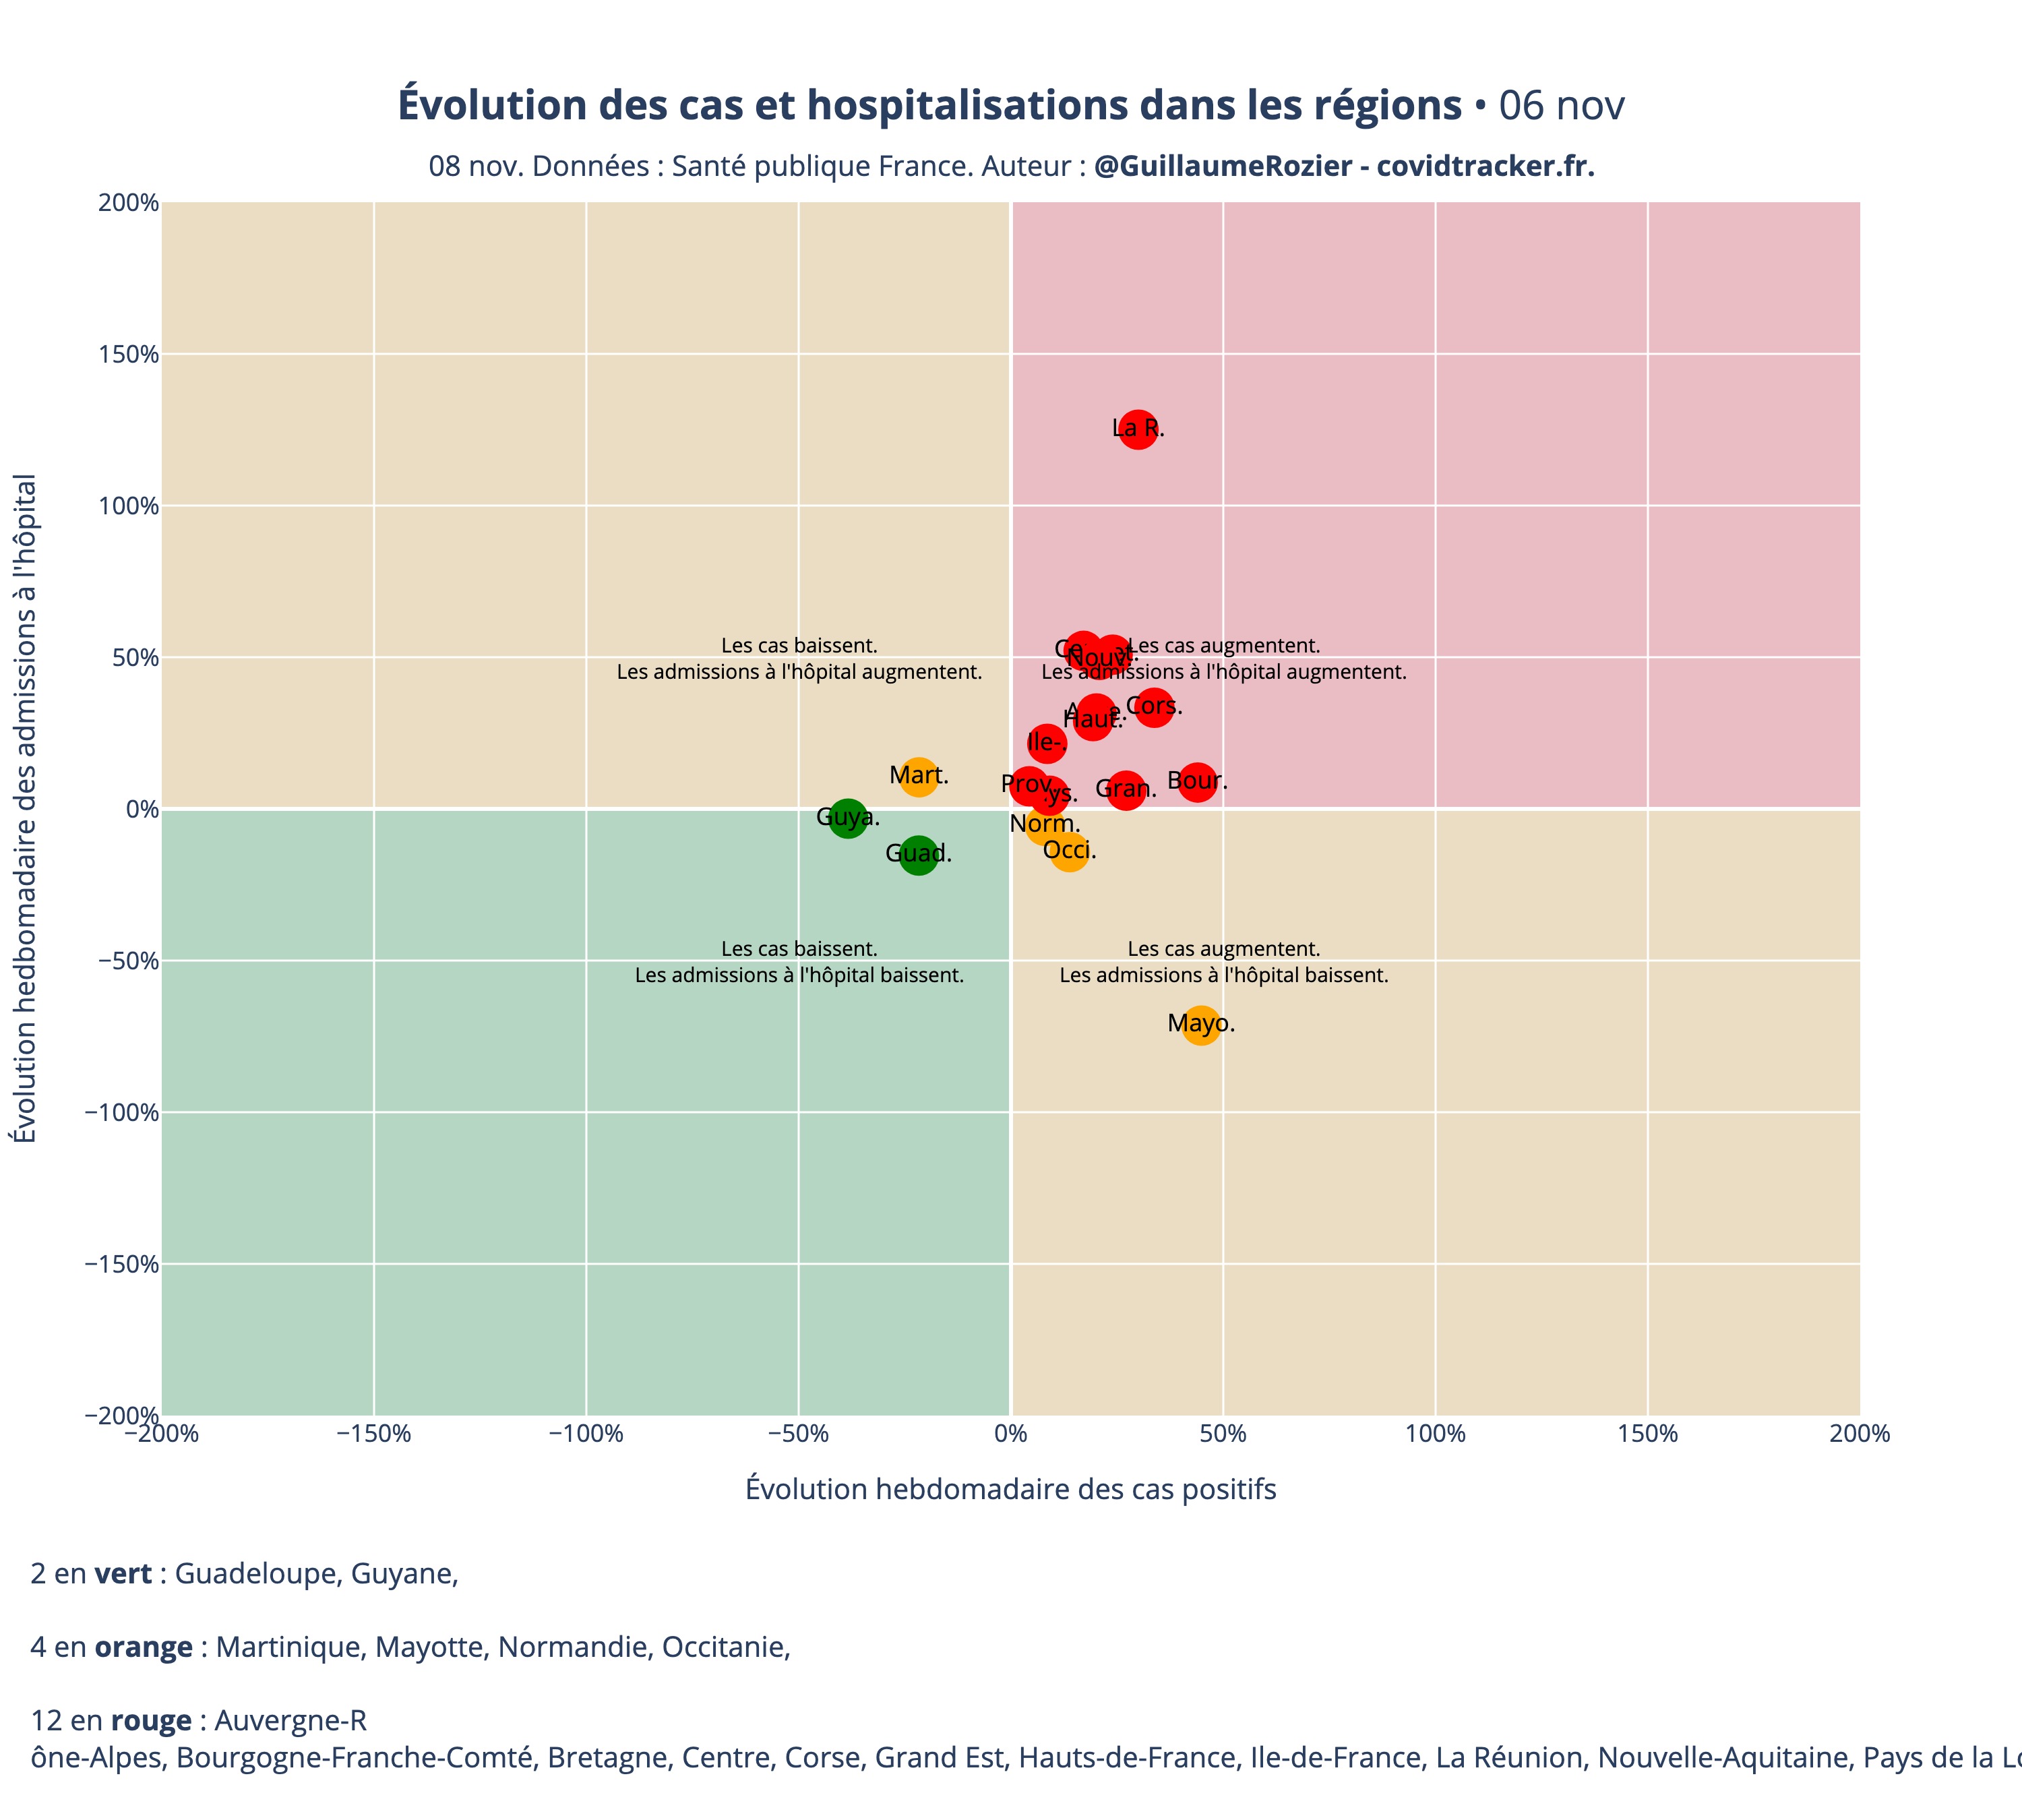 Évolution des cas et hospitalisations dans les régions • 06 nov
08 nov. Données : Santé publique France. Auteur : @GuillaumeRozier - covidtracker.fr.
Évolution hedbomadaire des admissions à l'hôpital
200%
150%
100%
50%
0%
−50%
−100%
−150%
−200%
La R.
Les cas baissent.
Les admissions à l'hôpital augmentent.
Les cas augmentent.
Les admissions à l'hôpital augmentent.
Nouv.
Cors.
Haut.
Ile-.
Mart.
Prov.
Gran.
Bour.
Guya.
Norm.
Guad.
Occi.
Les cas baissent.
Les admissions à l'hôpital baissent.
Les cas augmentent.
Les admissions à l'hôpital baissent.
Mayo.
−200%
−150%
−100%
−50%
0%
50%
100%
150%
200%
Évolution hebdomadaire des cas positifs
2 en vert : Guadeloupe, Guyane,
4 en orange : Martinique, Mayotte, Normandie, Occitanie,
12 en rouge : Auvergne-R
ône-Alpes, Bourgogne-Franche-Comté, Bretagne, Centre, Corse, Grand Est, Hauts-de-France, Ile-de-France, La Réunion, Nouvelle-Aquitaine, Pays de la